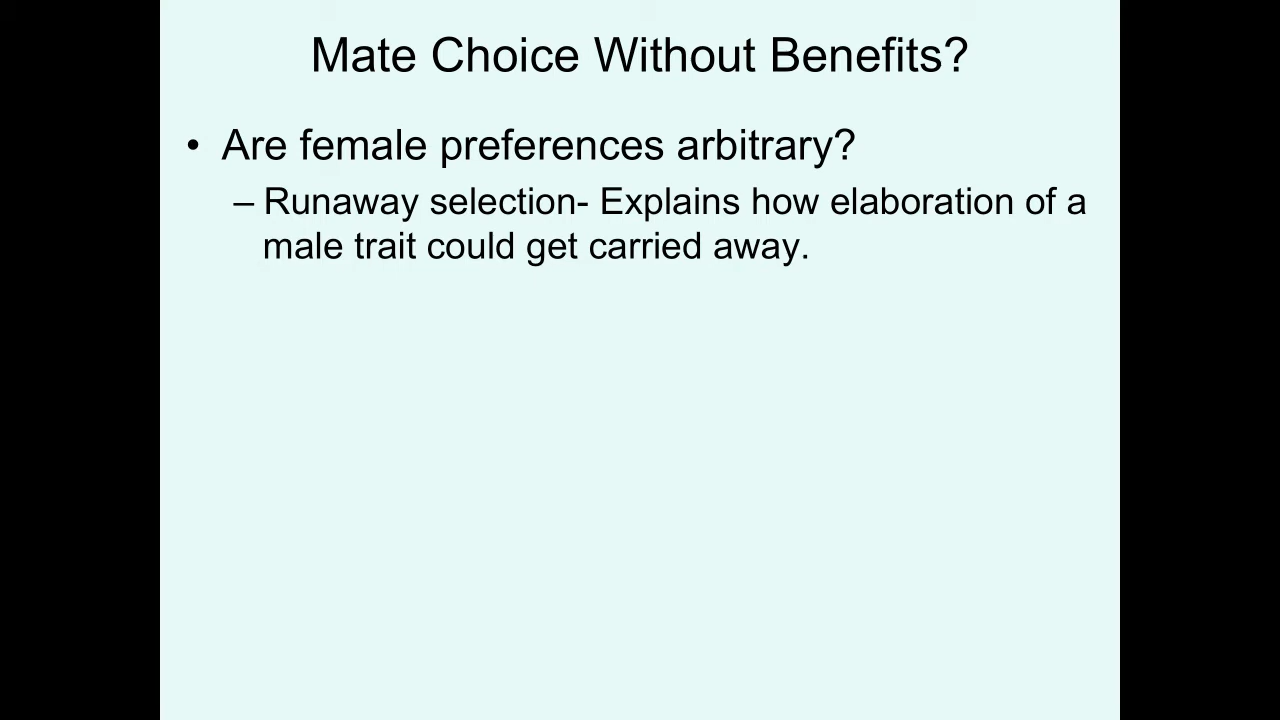 Mate Choice Without Benefits?
• Are female preferences arbitrary?
– Runaway selection- Explains how elaboration of a
male trait could get carried away.